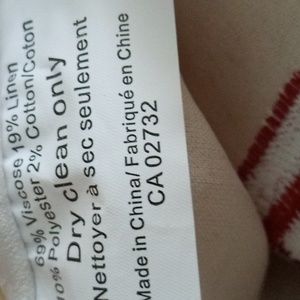 69% Viscose 19% Linen
10% Polyester 2% Cotton/Coton
Dry clean only
Nettoyer à sec seulement
Made in China/ Fabriqué en Chine
CA 02732